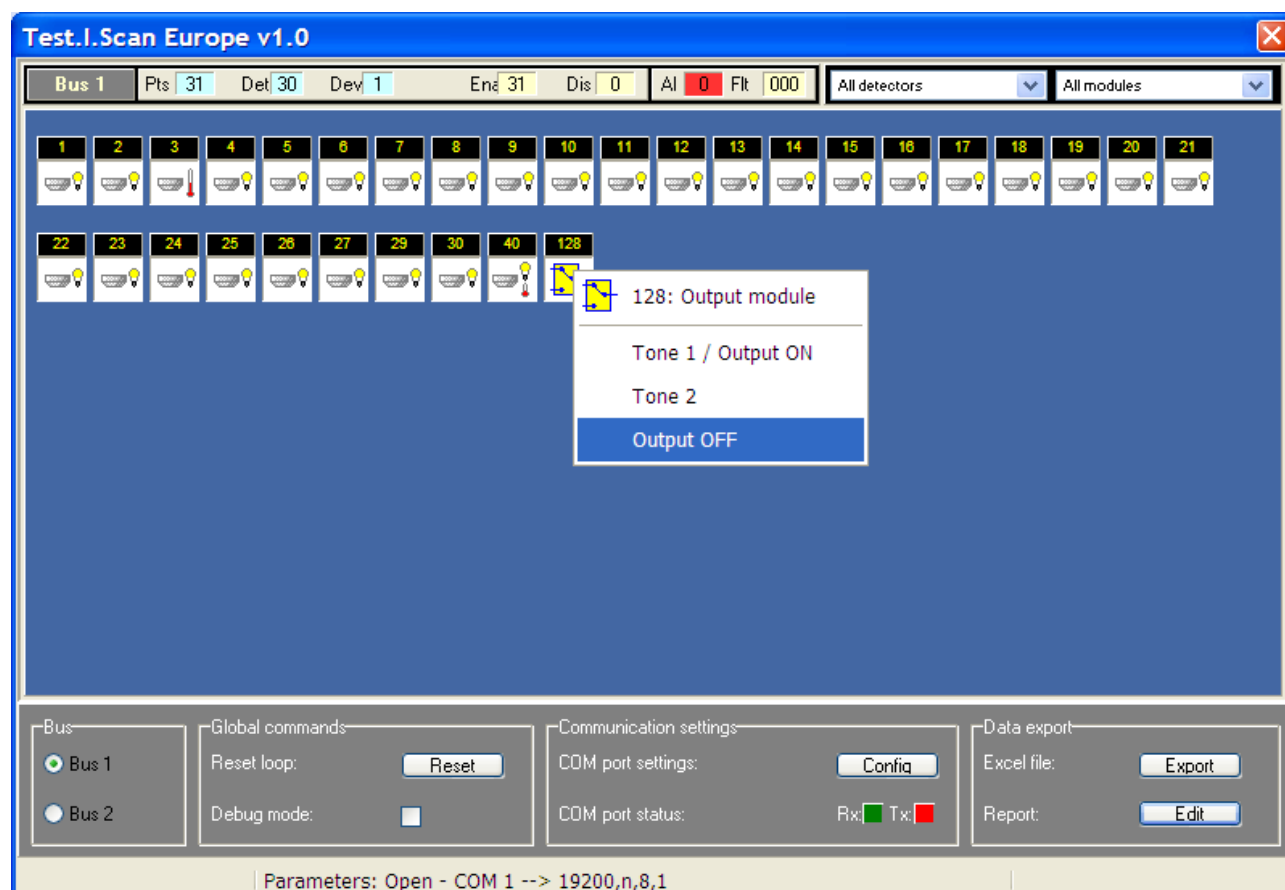 Test.I.Scan Europe v1.0
Bus 1 Pts 31 Det 30 Dev 1 Ena 31 Dis 0 Al 0 Flt 000 All detectors All modules
1 2 3 4 5 6 7 8 9 10 11 12 13 14 15 16 17 18 19 20 21
22 23 24 25 26 27 29 30 40 128
128: Output module
Tone 1 / Output ON
Tone 2
Output OFF
Bus Global commands Communication settings Data export
Bus 1 Reset loop: Reset COM port settings: Config Excel file: Export
Bus 2 Debug mode: COM port status: Rx: Tx: Report: Edit
Parameters: Open - COM 1 --> 19200,n,8,1